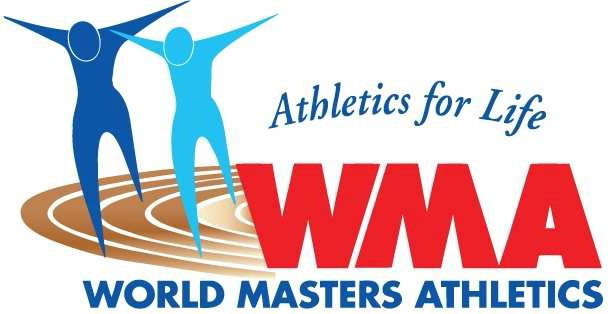 Athletics for Life
WMA
WORLD MASTERS ATHLETICS